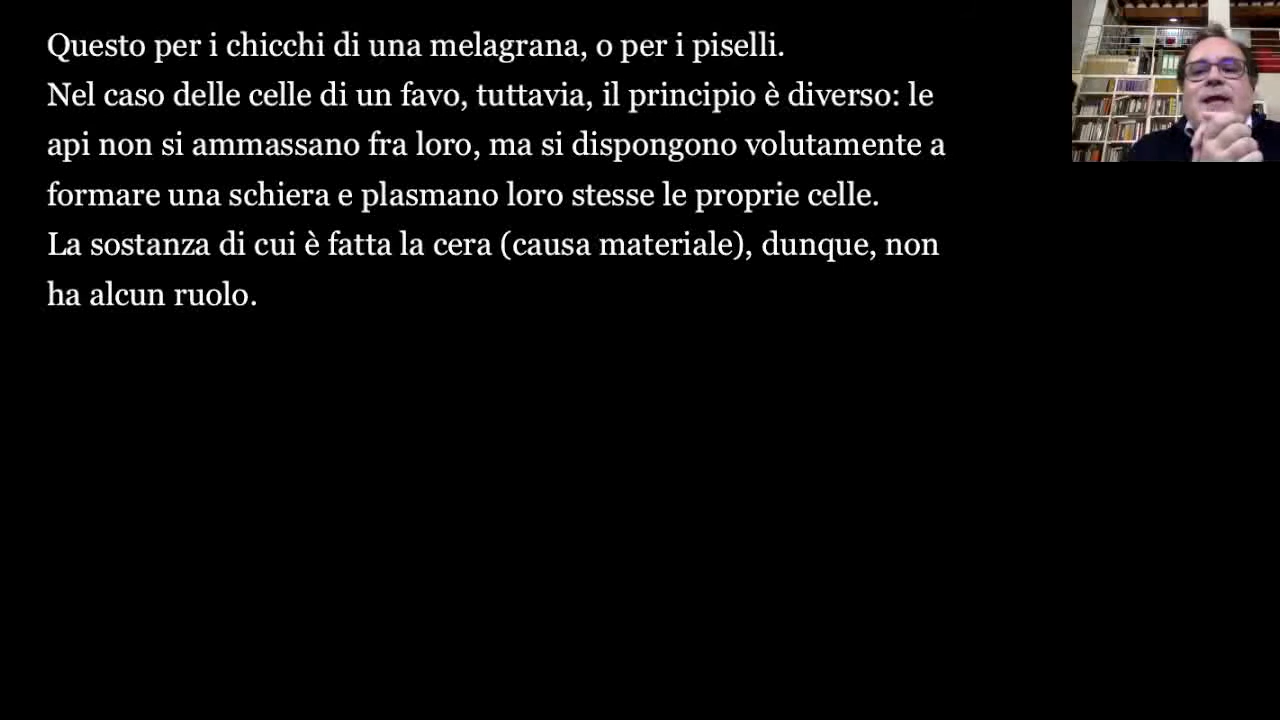 Questo per i chicchi di una melagrana, o per i piselli.
Nel caso delle celle di un favo, tuttavia, il principio è diverso: le
api non si ammassano fra loro, ma si dispongono volutamente a
formare una schiera e plasmano loro stesse le proprie celle.
La sostanza di cui è fatta la cera (causa materiale), dunque, non
ha alcun ruolo.